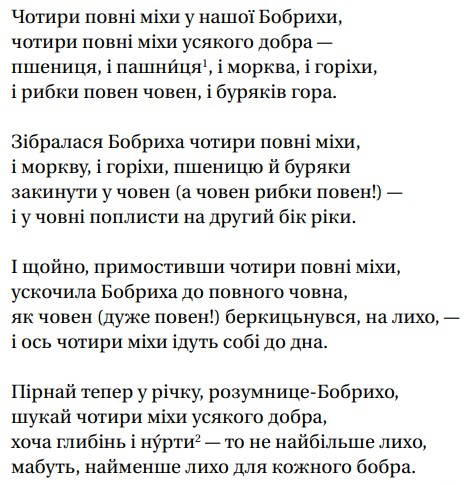 Чотири повні міхи у нашої Бобрихи,
чотири повні міхи усякого добра —
пшениця, і пашни́ця¹, і морква, і горіхи,
і рибки повен човен, і буряків гора.

Зібралася Бобриха чотири повні міхи,
і моркву, і горіхи, пшеницю й буряки
закинути у човен (а човен рибки повен!) —
і у човні поплисти на другий бік ріки.

І щойно, примостивши чотири повні міхи,
ускочила Бобриха до повного човна,
як човен (дуже повен!) беркицьнувся, на лихо, —
і ось чотири міхи ідуть собі до дна.

Пірнай тепер у річку, розумнице-Бобрихо,
шукай чотири міхи усякого добра,
хоча глибінь і ну́рти² — то не найбільше лихо,
мабуть, найменше лихо для кожного бобра.